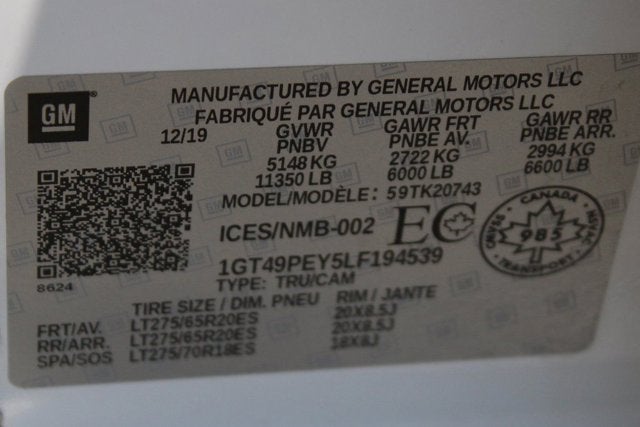 GM
MANUFACTURED BY GENERAL MOTORS LLC
FABRIQUÉ PAR GENERAL MOTORS LLC
12/19 GVWR GAWR FRT GAWR RR
PNBV PNBE AV. PNBE ARR.
5148 KG 2722 KG 2994 KG
11350 LB 6000 LB 6600 LB
MODEL/MODÈLE: 59TK20743
ICES/NMB-002 EC
CANADA
985
TRANSPORT
1GT49PEY5LF194539
8624 TYPE: TRU/CAM
TIRE SIZE / DIM. PNEU RIM / JANTE
FRT/AV. LT275/65R20ES 20X8.5J
RR/ARR. LT275/65R20ES 20X8.5J
SPA/SOS LT275/70R18ES 18X8J